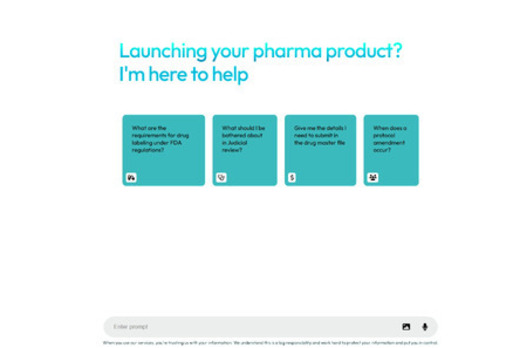 Launching your pharma product?
I'm here to help
What are the
requirements for drug
labeling under FDA
regulations?
What should I be
bothered about
in Judicial
review?
Give me the details I
need to submit in
the drug master file
When does a
protocol
amendment
occur?
Enter prompt
When you use our services, you're trusting us with your information. We understand this is a big responsibility and work hard to protect your information and put you in control.